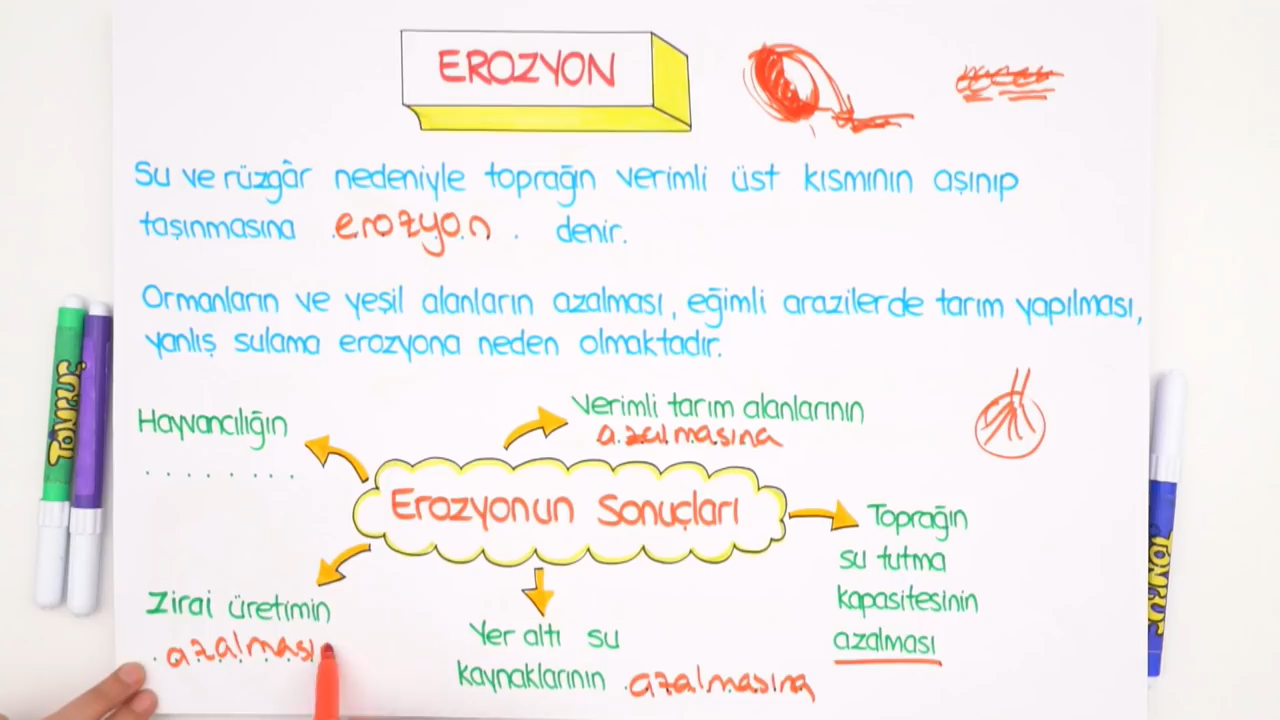 EROZYON
Su ve rüzgâr nedeniyle toprağın verimli üst kısmının aşınıp
taşınmasına erozyon . denir.
Ormanların ve yeşil alanların azalması, eğimli arazilerde tarım yapılması,
yanlış sulama erozyona neden olmaktadır.
Verimli tarım alanlarının
azalmasına
Hayvancılığın
. . . . . . . .
Erozyonun Sonuçları
Toprağın
su tutma
kapasitesinin
azalması
Zirai üretimin
. azalması
Yer altı su
kaynaklarının . azalmasına
TOMBUL